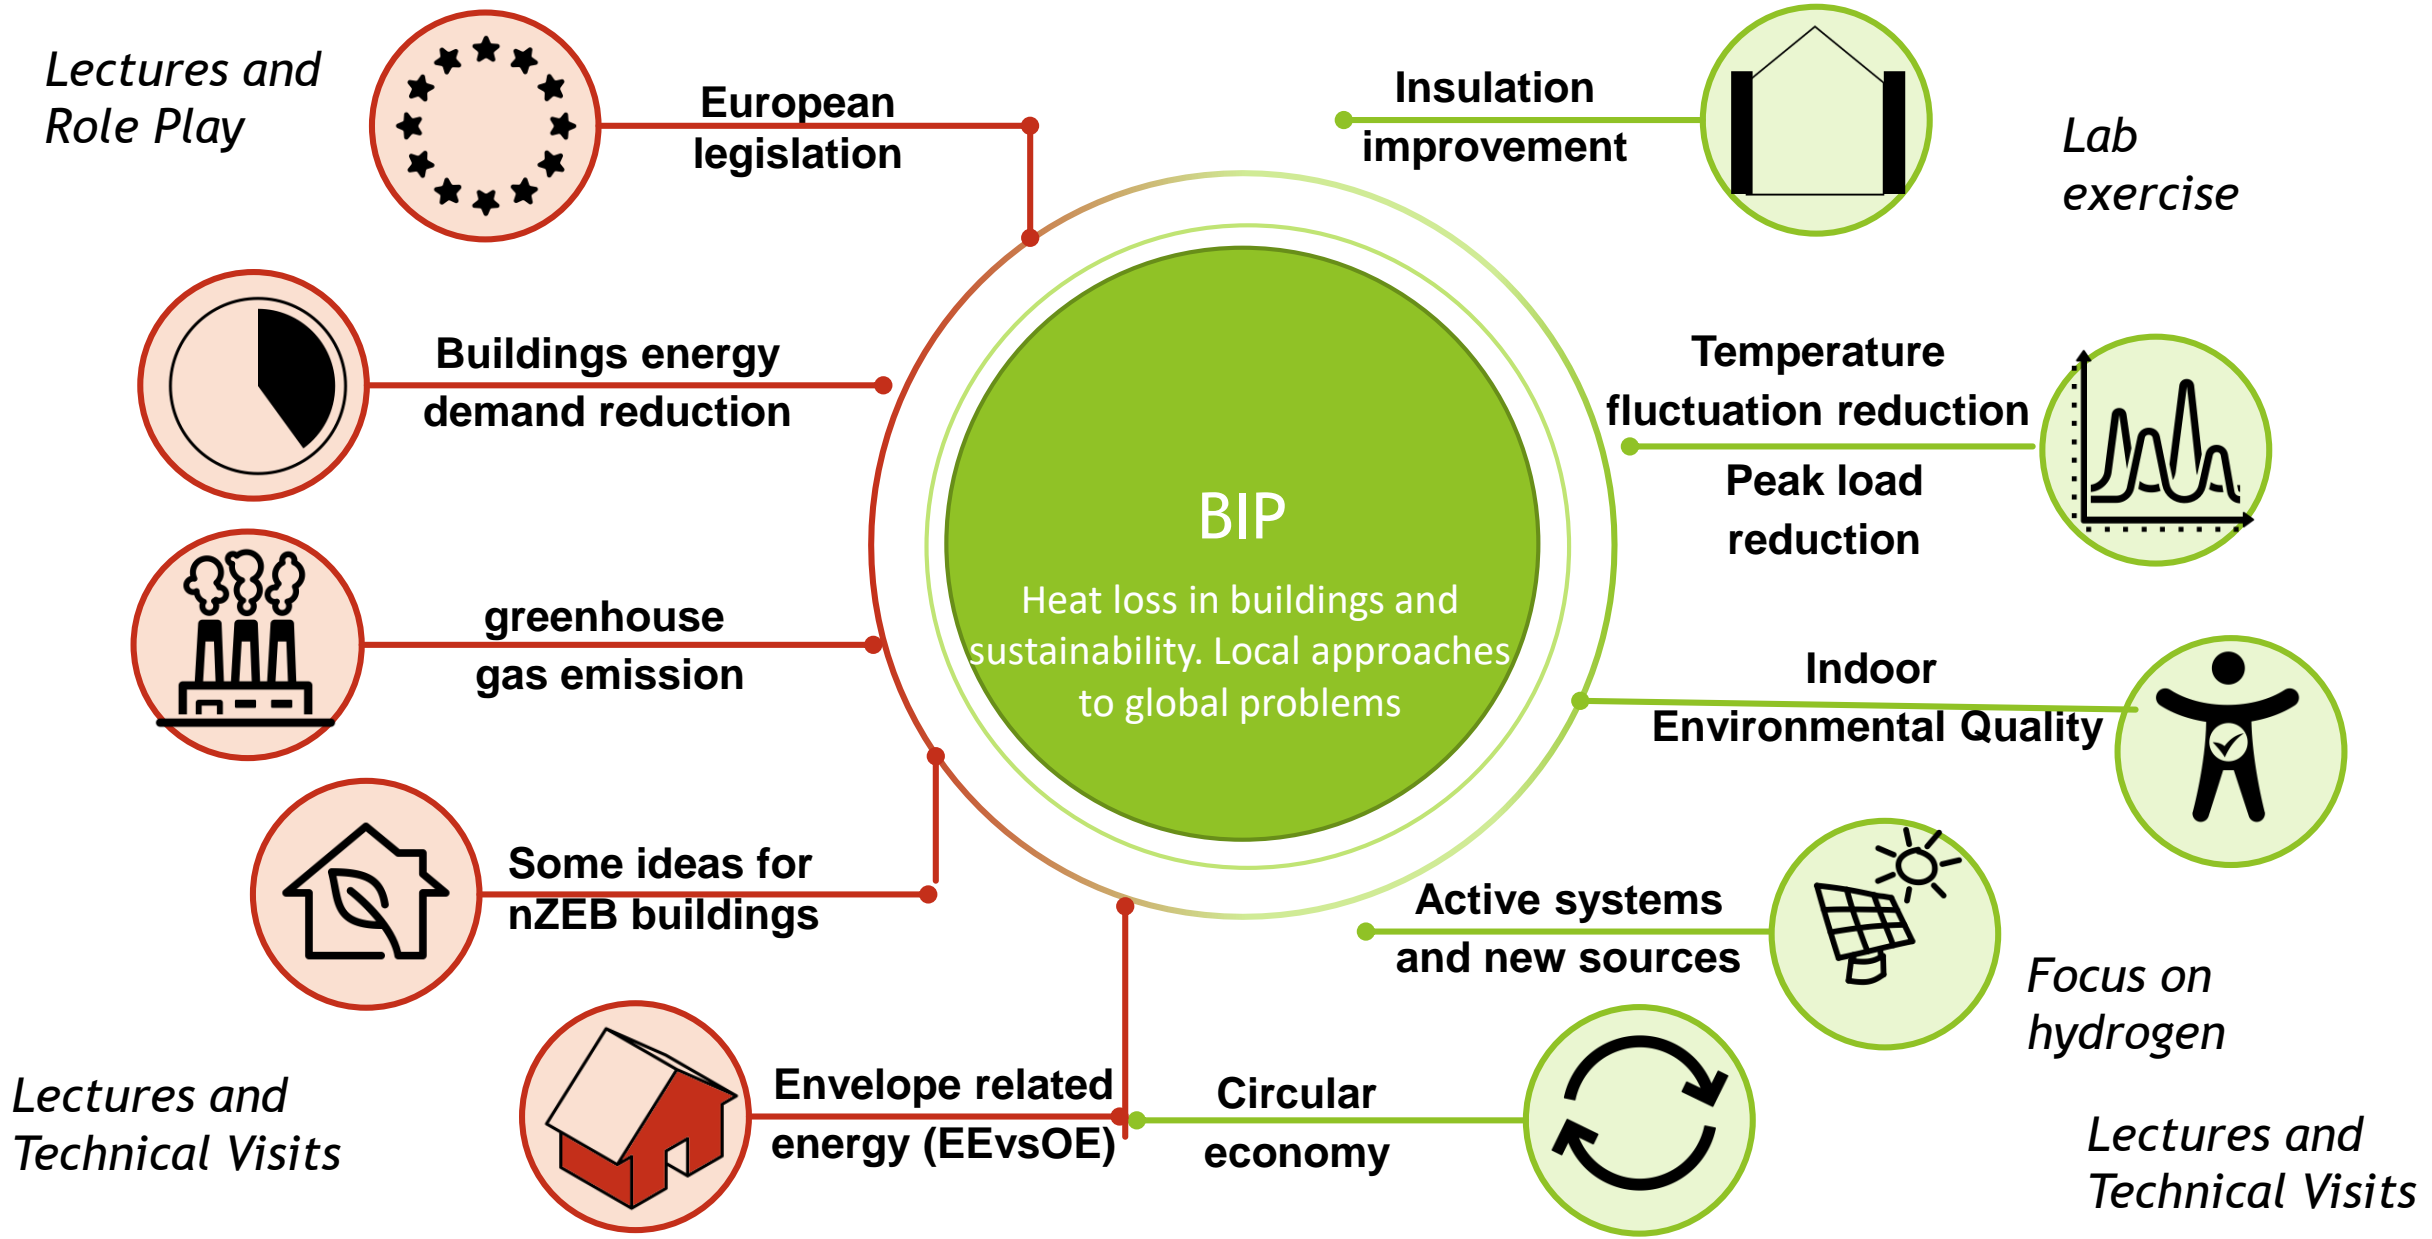 Lectures and
Role Play
European
legislation
Buildings energy
demand reduction
greenhouse
gas emission
Some ideas for
nZEB buildings
Envelope related
energy (EEvsOE)
Lectures and
Technical Visits
BIP
Heat loss in buildings and
sustainability. Local approaches
to global problems
Insulation
improvement
Lab
exercise
Temperature
fluctuation reduction
Peak load
reduction
Indoor
Environmental Quality
Active systems
and new sources
Focus on
hydrogen
Circular
economy
Lectures and
Technical Visits